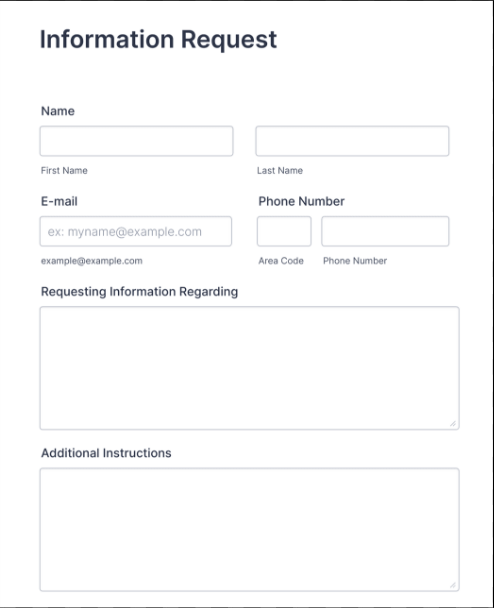 Information Request
Name
First Name Last Name
E-mail Phone Number
ex: myname@example.com
example@example.com Area Code Phone Number
Requesting Information Regarding
Additional Instructions